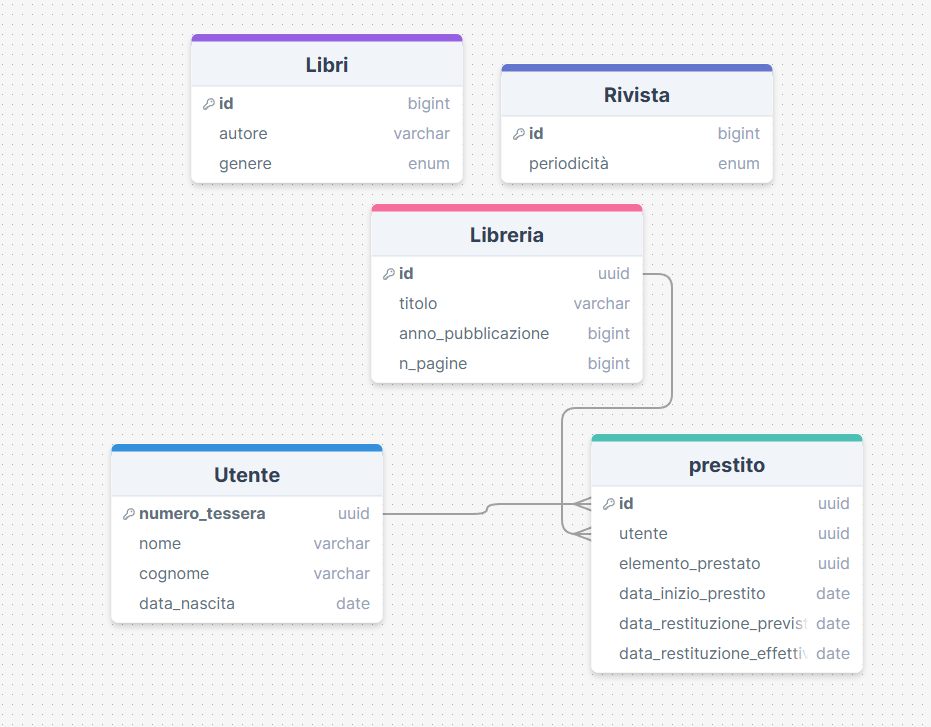 Libri
id bigint
autore varchar
genere enum
Rivista
id bigint
periodicità enum
Libreria
id uuid
titolo varchar
anno_pubblicazione bigint
n_pagine bigint
Utente
numero_tessera uuid
nome varchar
cognome varchar
data_nascita date
prestito
id uuid
utente uuid
elemento_prestato uuid
data_inizio_prestito date
data_restituzione_previst date
data_restituzione_effettiv date